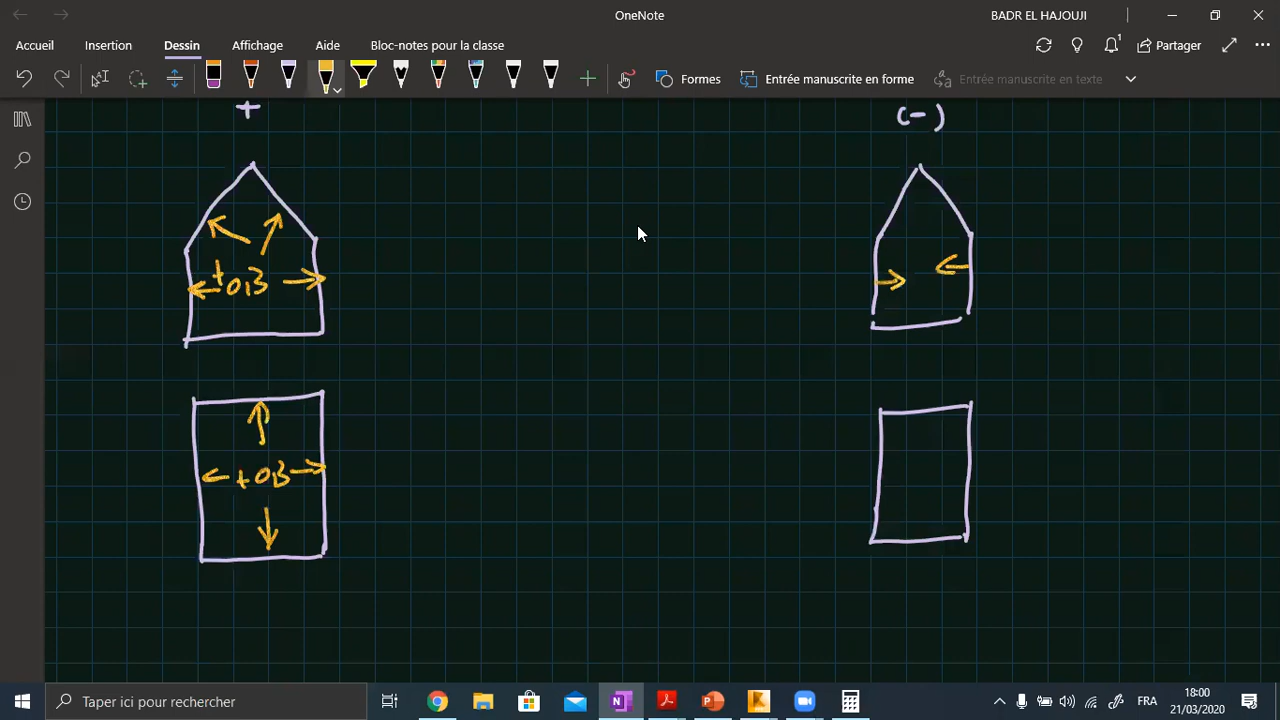 OneNote
BADR EL HAJOUJI
Accueil Insertion Dessin Affichage Aide Bloc-notes pour la classe
Partager
Formes Entrée manuscrite en forme Entrée manuscrite en texte
+ (-)
+0,3
+0,3
Taper ici pour rechercher
FRA
18:00
21/03/2020